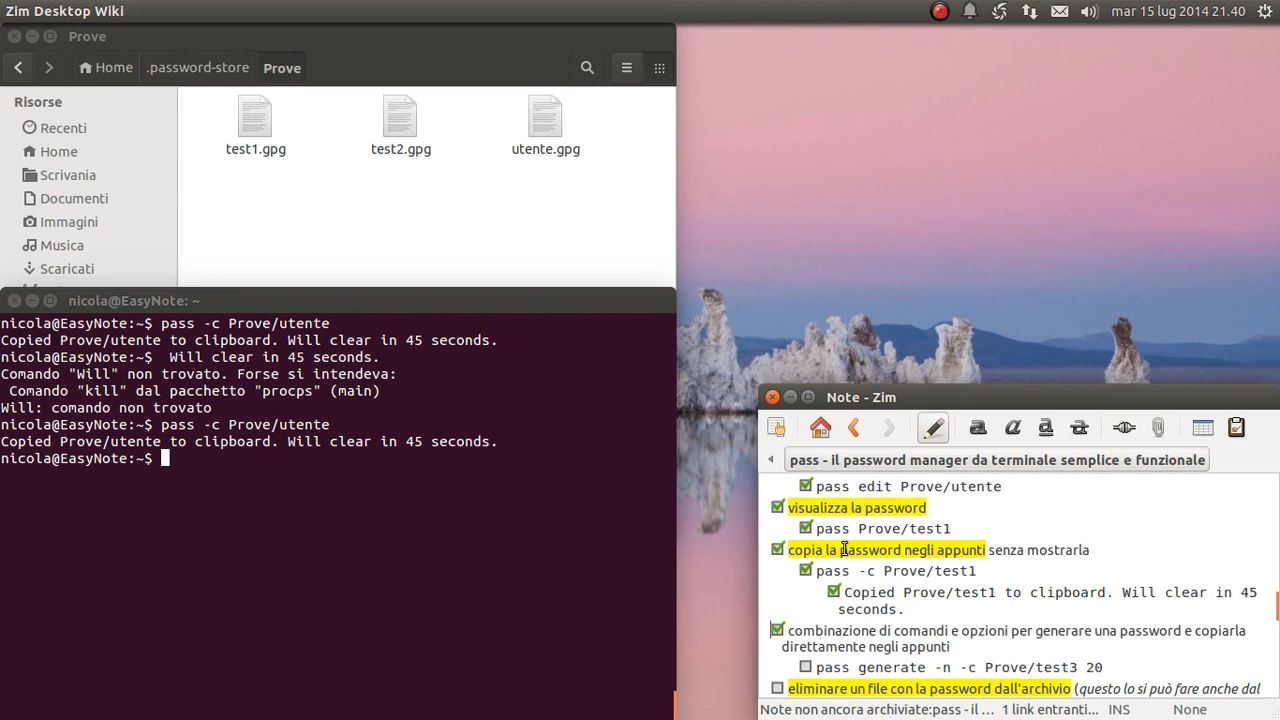 Zim Desktop Wiki
mar 15 lug 2014 21.40
Prove
Home
.password-store
Prove
Risorse
Recenti
Home
Scrivania
Documenti
Immagini
Musica
Scaricati
test1.gpg
test2.gpg
utente.gpg
nicola@EasyNote: ~
nicola@EasyNote:~$ pass -c Prove/utente
Copied Prove/utente to clipboard. Will clear in 45 seconds.
nicola@EasyNote:~$  Will clear in 45 seconds.
Comando "Will" non trovato. Forse si intendeva:
 Comando "kill" dal pacchetto "procps" (main)
Will: comando non trovato
nicola@EasyNote:~$ pass -c Prove/utente
Copied Prove/utente to clipboard. Will clear in 45 seconds.
nicola@EasyNote:~$
Note - Zim
pass - il password manager da terminale semplice e funzionale
pass edit Prove/utente
visualizza la password
pass Prove/test1
copia la password negli appunti senza mostrarla
pass -c Prove/test1
Copied Prove/test1 to clipboard. Will clear in 45
seconds.
combinazione di comandi e opzioni per generare una password e copiarla
direttamente negli appunti
pass generate -n -c Prove/test3 20
eliminare un file con la password dall'archivio (questo lo si può fare anche dal
Note non ancora archiviate:pass - il ...
1 link entranti...
INS
None